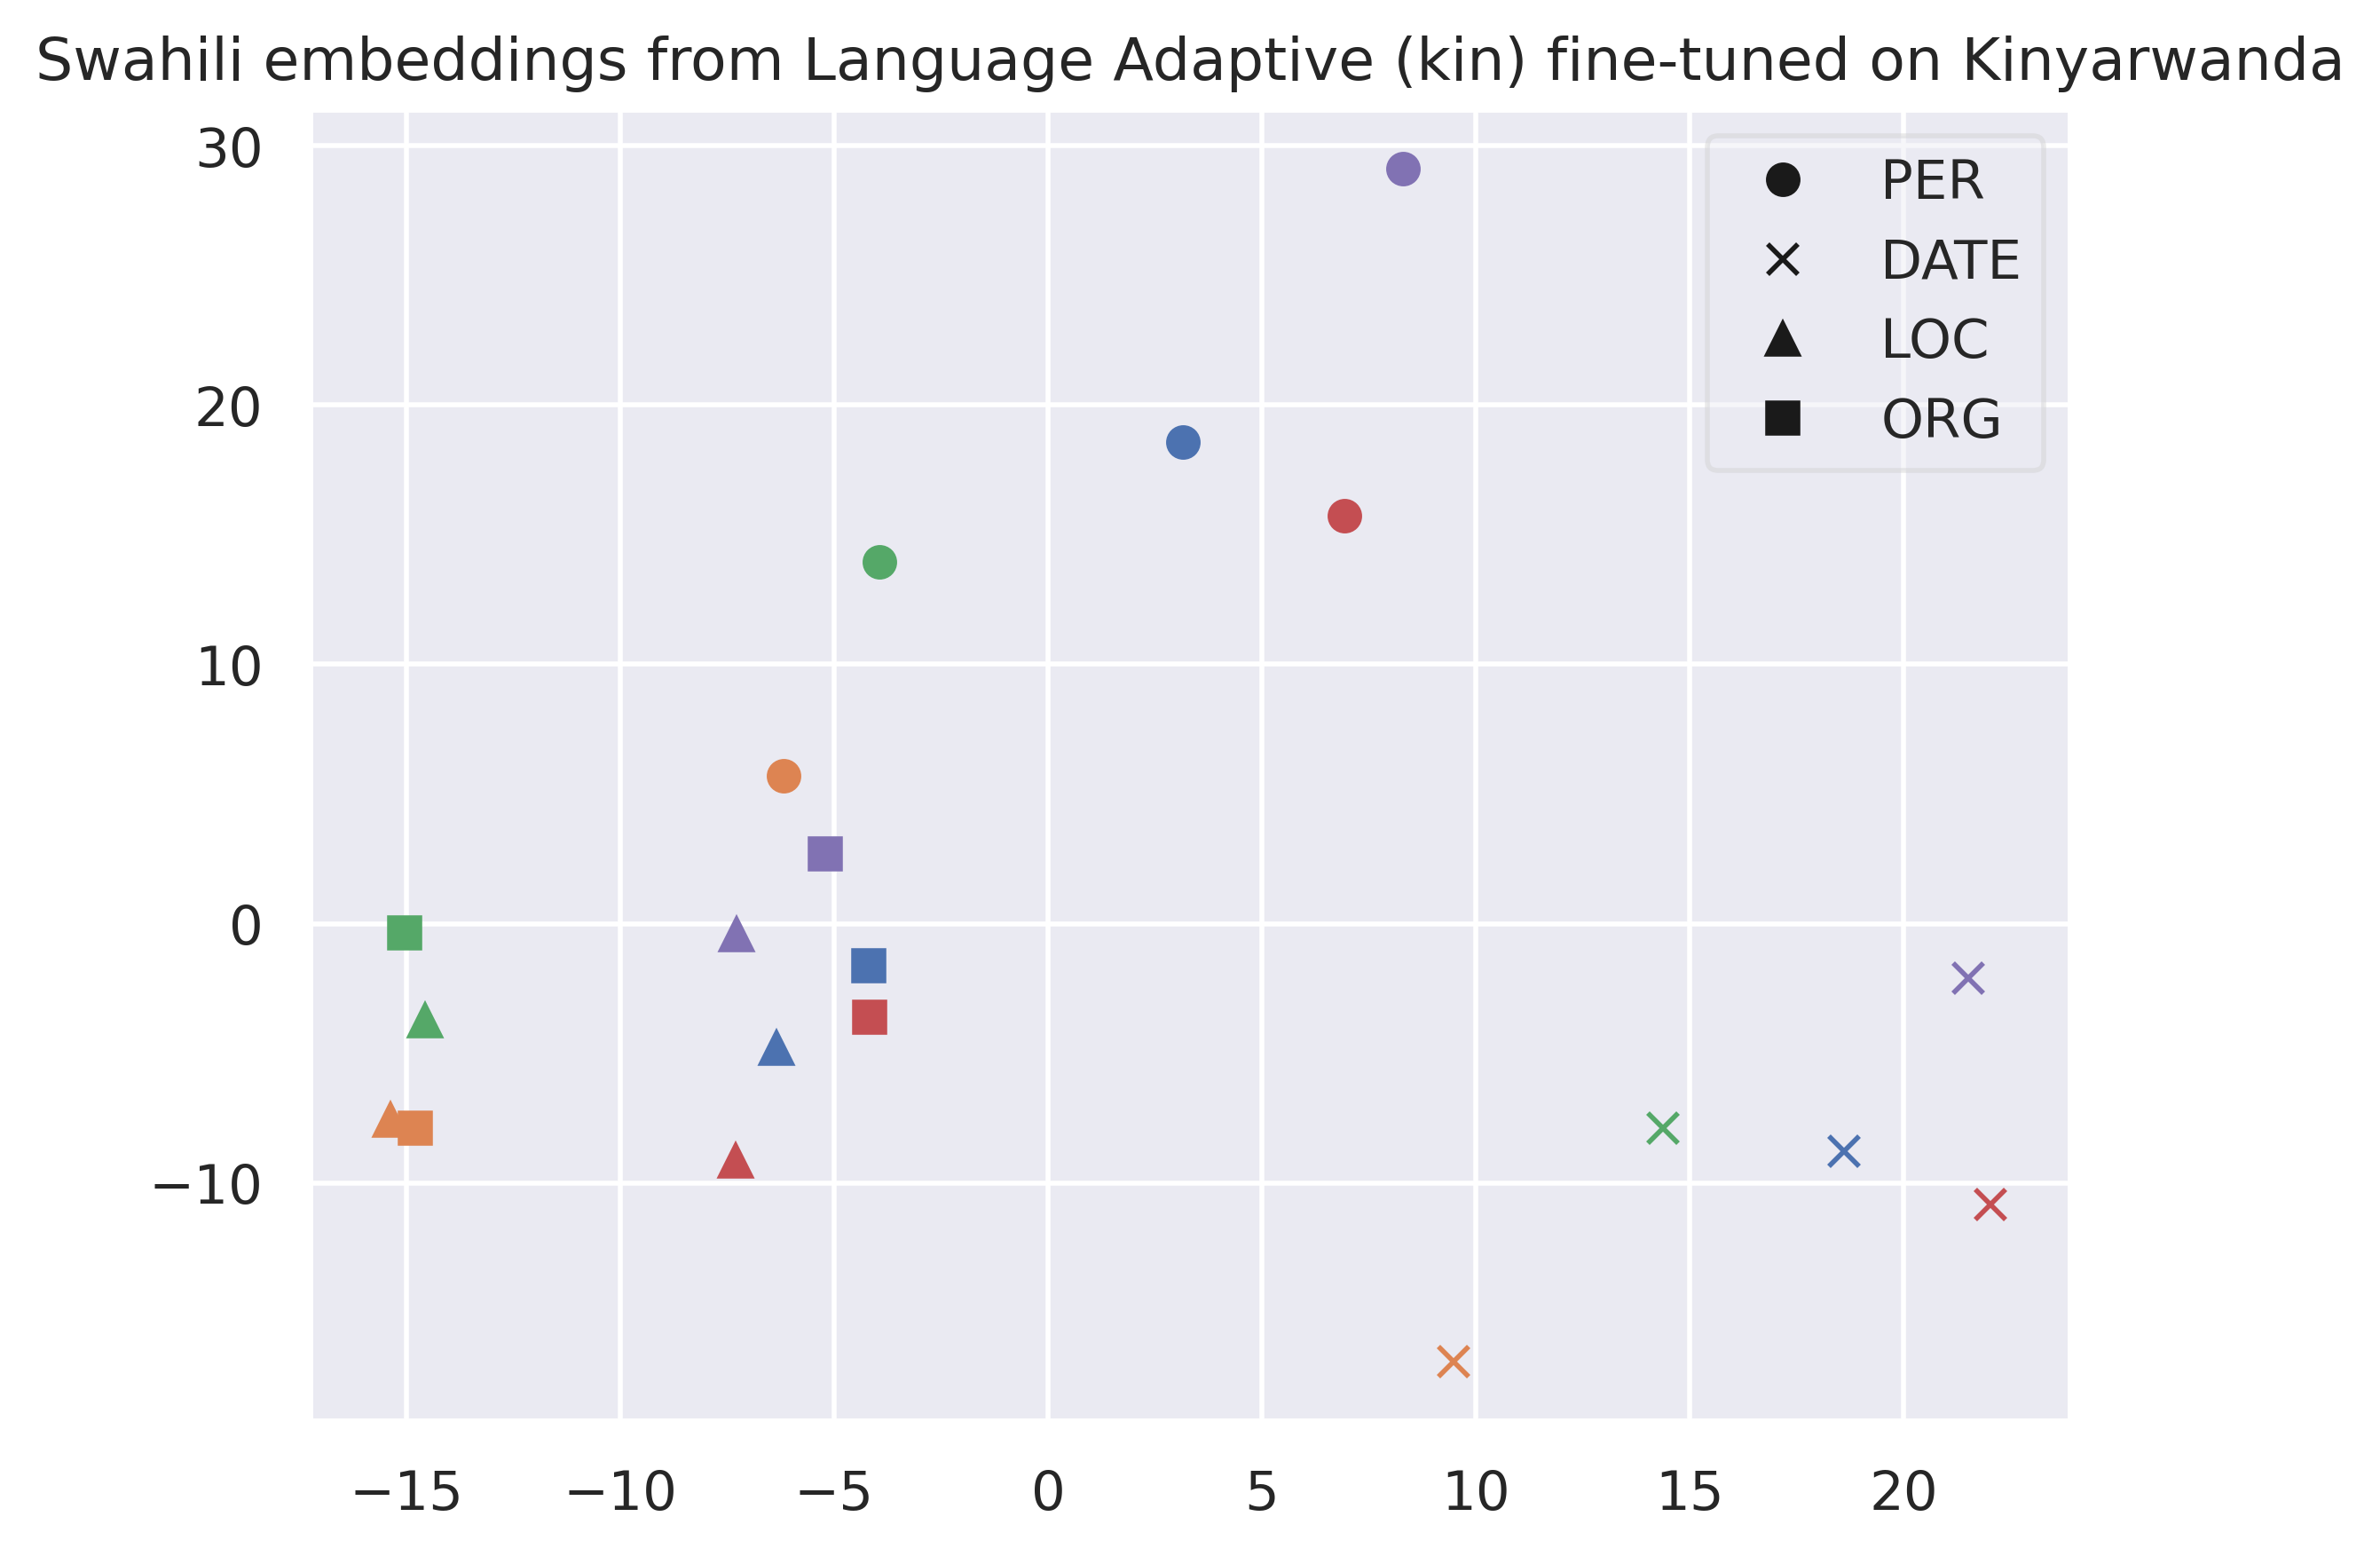 Swahili embeddings from Language Adaptive (kin) fine-tuned on Kinyarwanda
30
20
10
0
−10
PER
DATE
LOC
ORG
−15 −10 −5 0 5 10 15 20